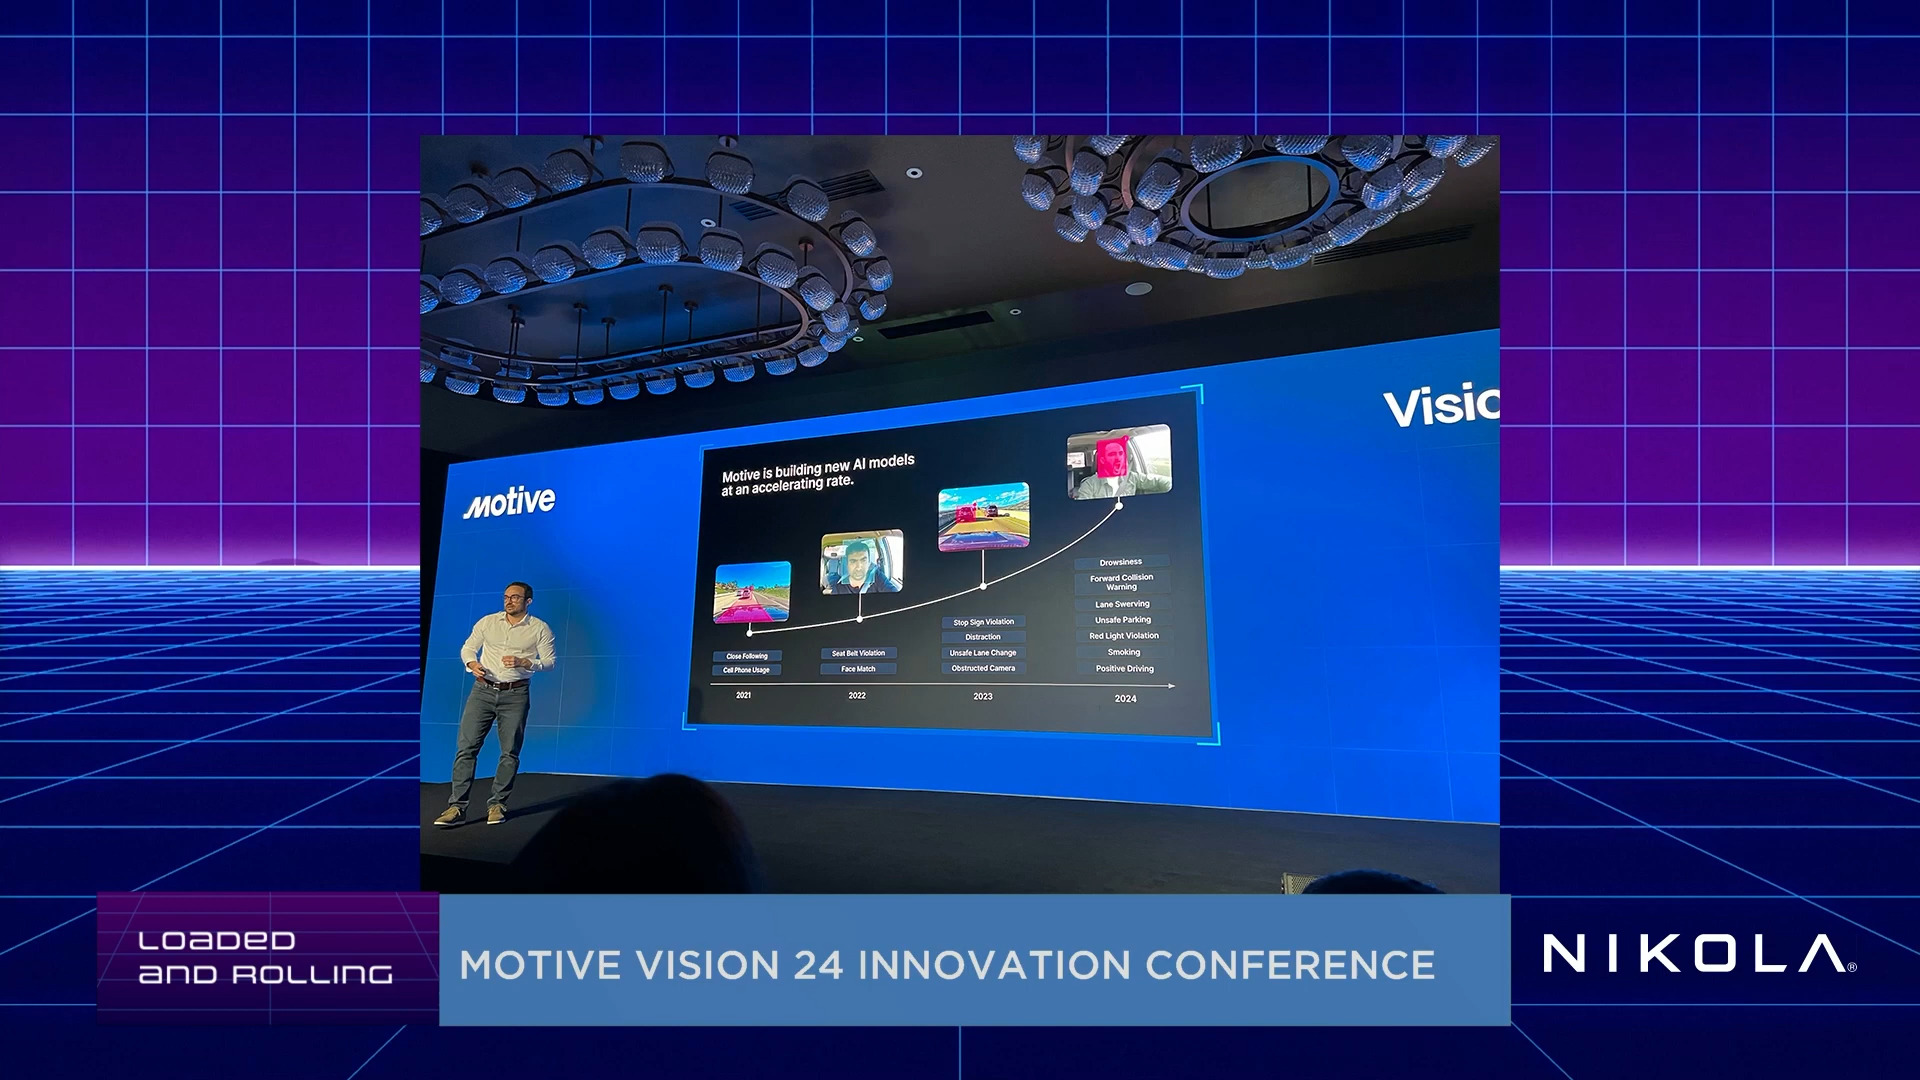 Visio
motive
Motive is building new AI models
at an accelerating rate.
Close Following
Cell Phone Usage
2021
Seat Belt Violation
Face Match
2022
Stop Sign Violation
Distraction
Unsafe Lane Change
Obstructed Camera
2023
Drowsiness
Forward Collision
Warning
Lane Swerving
Unsafe Parking
Red Light Violation
Smoking
Positive Driving
2024
LOADED
AND ROLLING
MOTIVE VISION 24 INNOVATION CONFERENCE
NIKOLA®